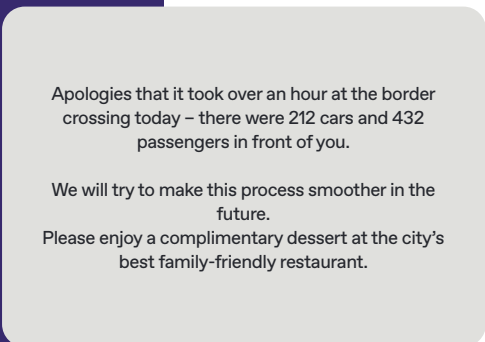 Apologies that it took over an hour at the border
crossing today – there were 212 cars and 432
passengers in front of you.
We will try to make this process smoother in the
future.
Please enjoy a complimentary dessert at the city’s
best family-friendly restaurant.